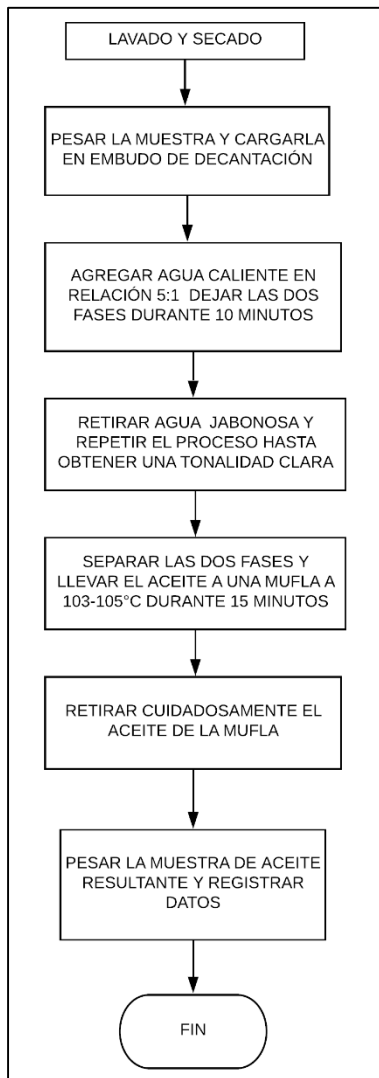 LAVADO Y SECADO
PESAR LA MUESTRA Y CARGARLA
EN EMBUDO DE DECANTACIÓN
AGREGAR AGUA CALIENTE EN
RELACIÓN 5:1 DEJAR LAS DOS
FASES DURANTE 10 MINUTOS
RETIRAR AGUA JABONOSA Y
REPETIR EL PROCESO HASTA
OBTENER UNA TONALIDAD CLARA
SEPARAR LAS DOS FASES Y
LLEVAR EL ACEITE A UNA MUFLA A
103-105°C DURANTE 15 MINUTOS
RETIRAR CUIDADOSAMENTE EL
ACEITE DE LA MUFLA
PESAR LA MUESTRA DE ACEITE
RESULTANTE Y REGISTRAR
DATOS
FIN